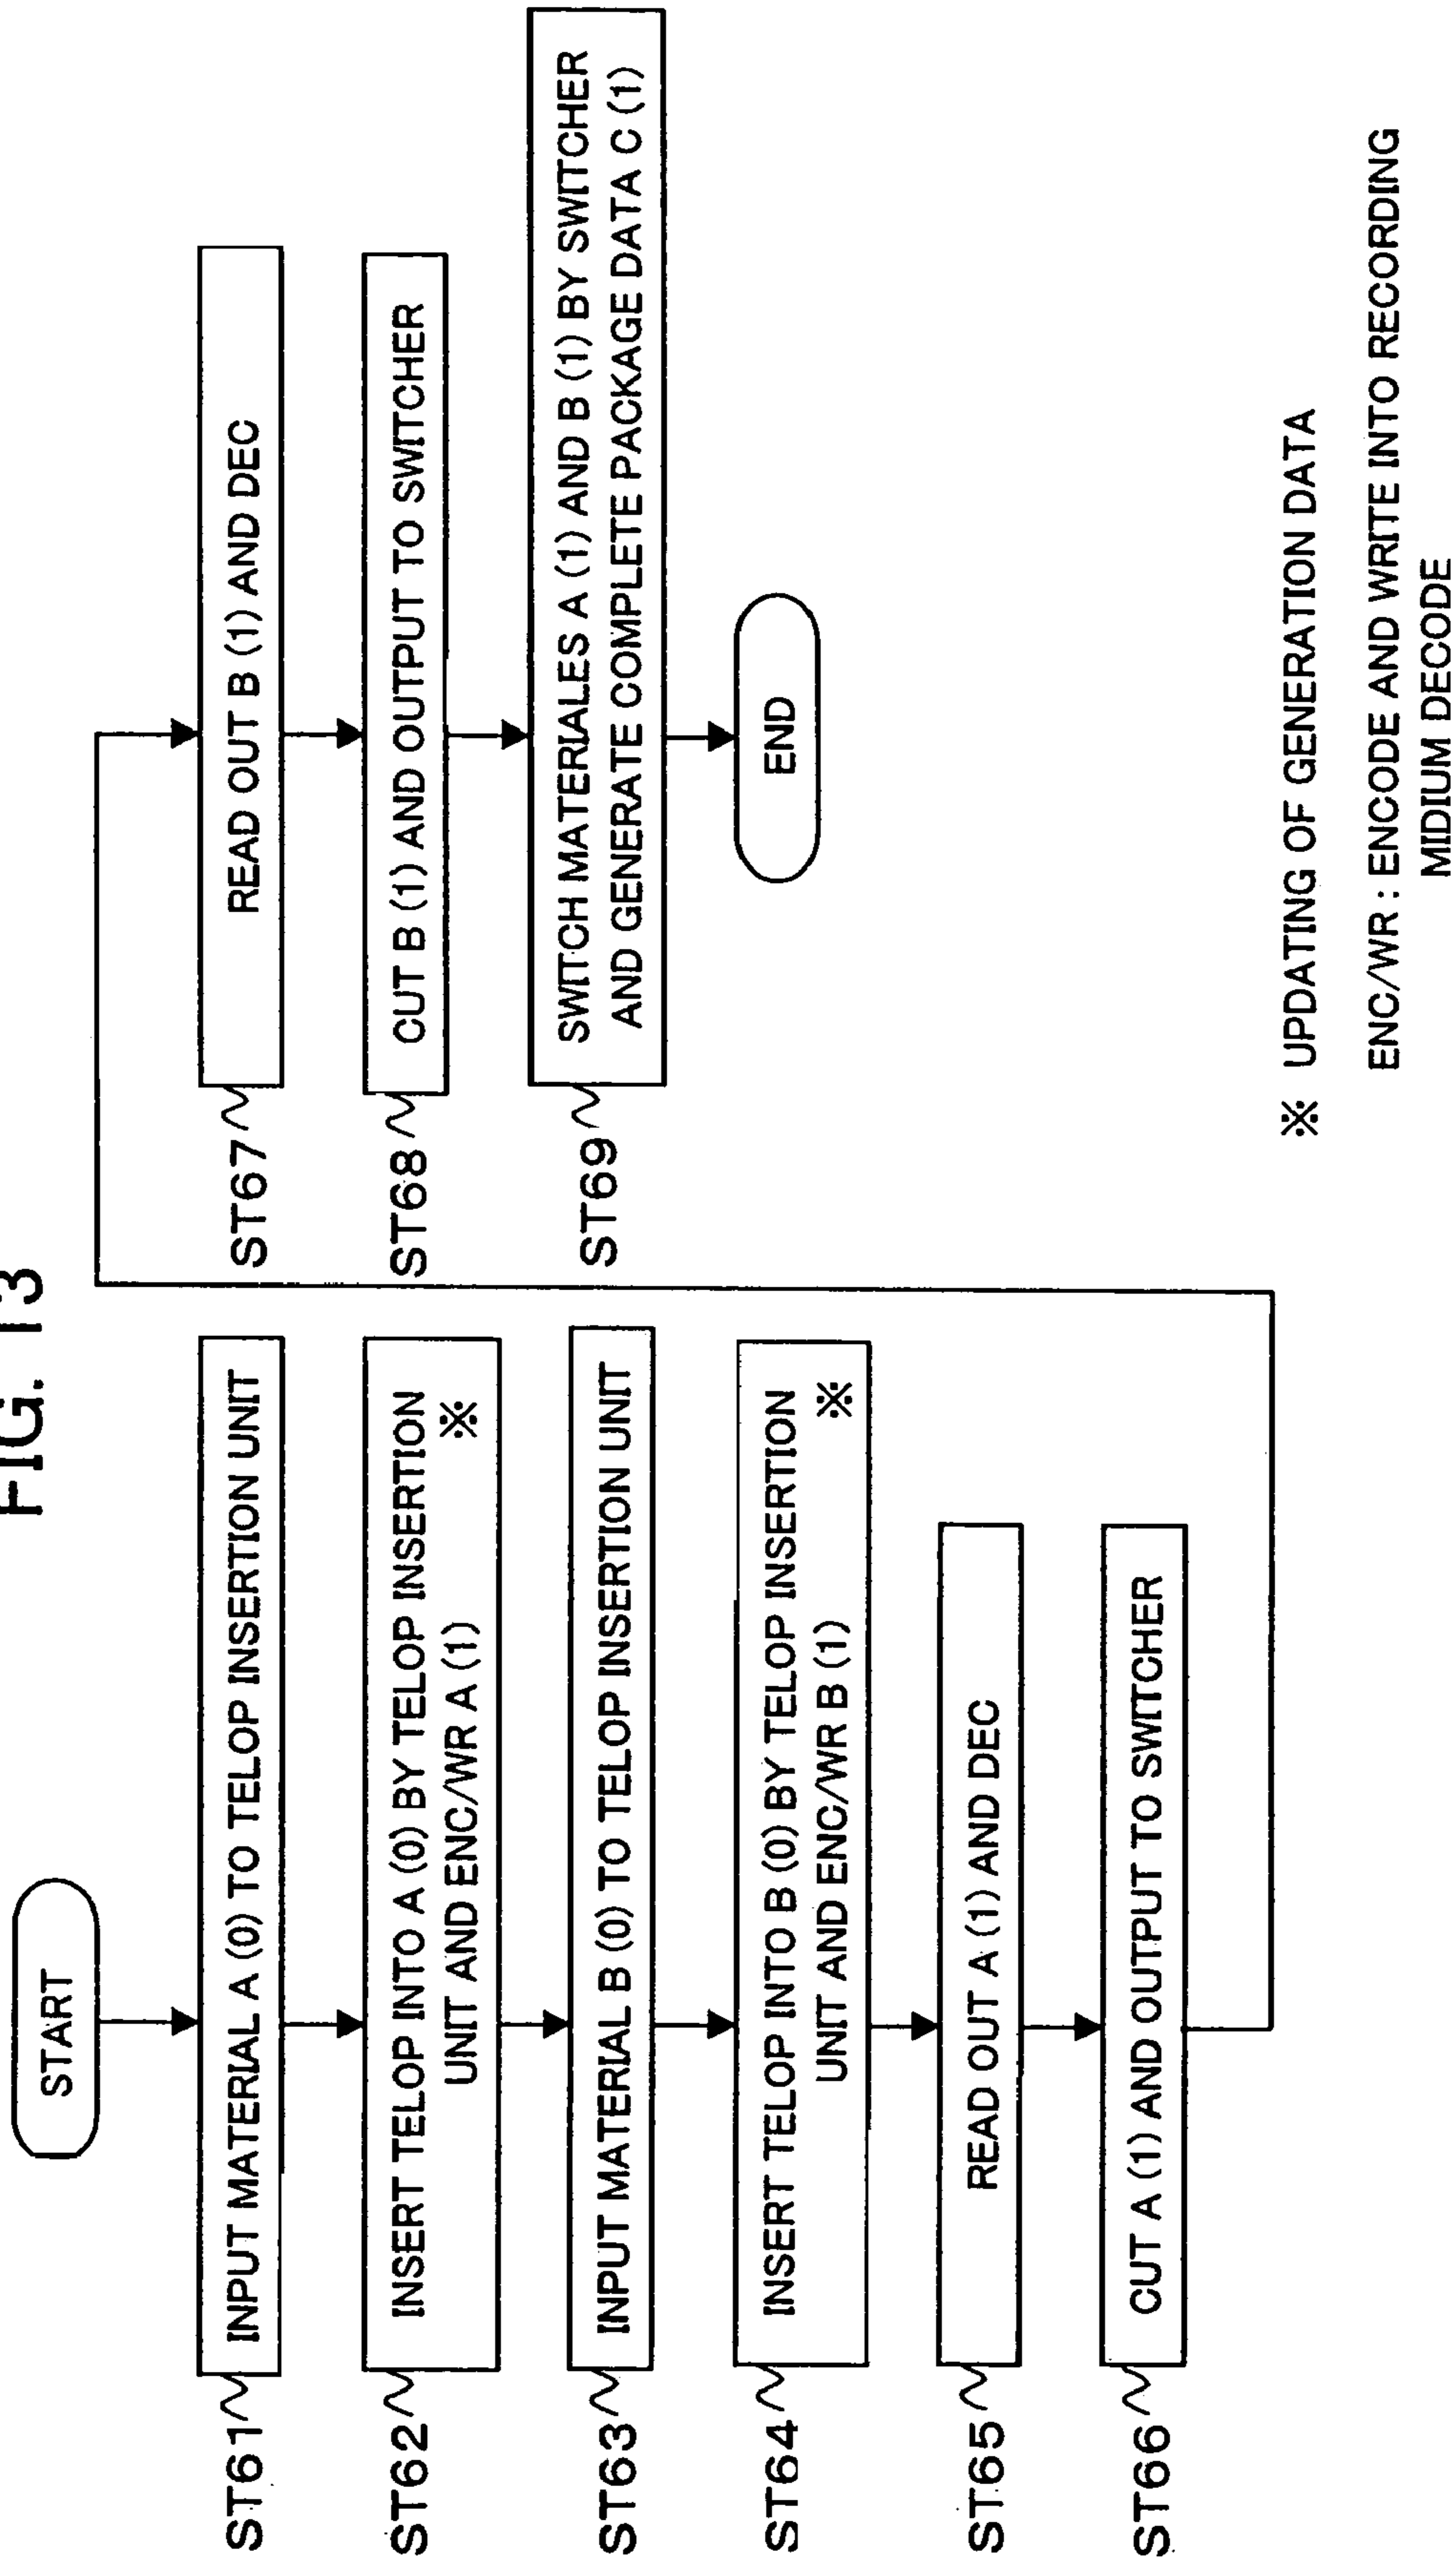 FIG. 13
START
ST61 INPUT MATERIAL A (0) TO TELOP INSERTION UNIT
ST62 INSERT TELOP INTO A (0) BY TELOP INSERTION
UNIT AND ENC/WR A (1) ※
ST63 INPUT MATERIAL B (0) TO TELOP INSERTION UNIT
ST64 INSERT TELOP INTO B (0) BY TELOP INSERTION
UNIT AND ENC/WR B (1) ※
ST65 READ OUT A (1) AND DEC
ST66 CUT A (1) AND OUTPUT TO SWITCHER
ST67 READ OUT B (1) AND DEC
ST68 CUT B (1) AND OUTPUT TO SWITCHER
ST69 SWITCH MATERIALES A (1) AND B (1) BY SWITCHER
AND GENERATE COMPLETE PACKAGE DATA C (1)
END
※ UPDATING OF GENERATION DATA
ENC/WR : ENCODE AND WRITE INTO RECORDING
MIDIUM DECODE